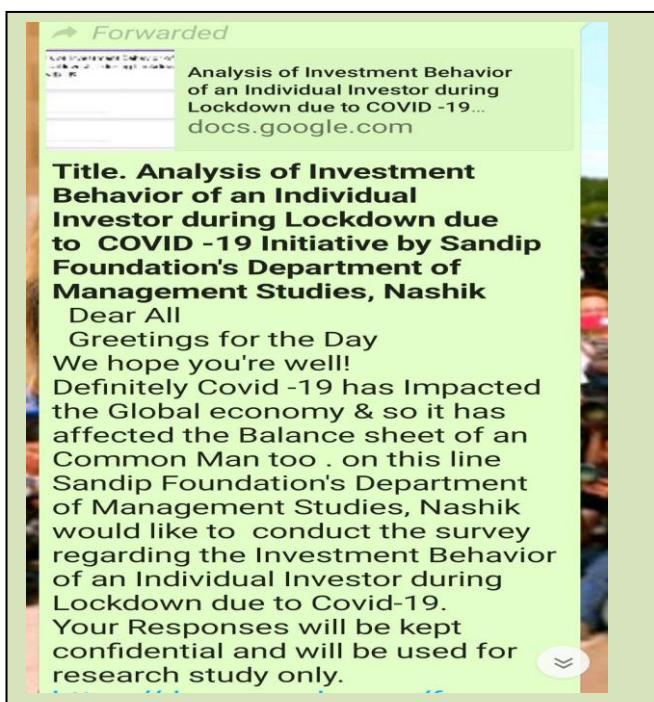 Forwarded
Analysis of Investment Behavior
of an Individual Investor during
Lockdown due to COVID -19...
docs.google.com
Title. Analysis of Investment
Behavior of an Individual
Investor during Lockdown due
to COVID -19 Initiative by Sandip
Foundation's Department of
Management Studies, Nashik
Dear All
Greetings for the Day
We hope you're well!
Definitely Covid -19 has Impacted
the Global economy & so it has
affected the Balance sheet of an
Common Man too . on this line
Sandip Foundation's Department
of Management Studies, Nashik
would like to conduct the survey
regarding the Investment Behavior
of an Individual Investor during
Lockdown due to Covid-19.
Your Responses will be kept
confidential and will be used for
research study only.